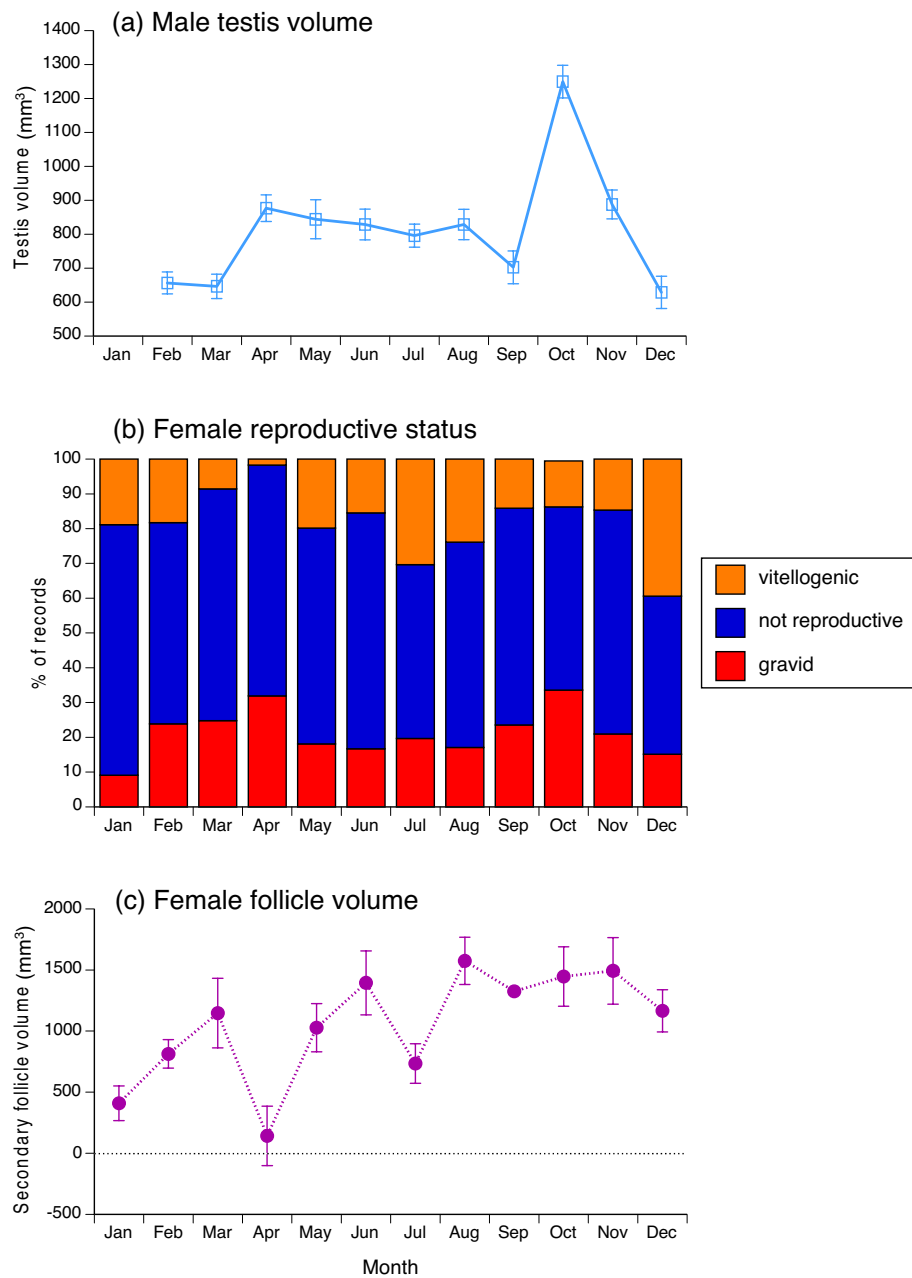 (a) Male testis volume
Testis volume (mm³)
1400
1300
1200
1100
1000
900
800
700
600
500
Jan Feb Mar Apr May Jun Jul Aug Sep Oct Nov Dec
(b) Female reproductive status
% of records
100
90
80
70
60
50
40
30
20
10
0
Jan Feb Mar Apr May Jun Jul Aug Sep Oct Nov Dec
vitellogenic
not reproductive
gravid
(c) Female follicle volume
Secondary follicle volume (mm³)
2000
1500
1000
500
0
-500
Jan Feb Mar Apr May Jun Jul Aug Sep Oct Nov Dec
Month